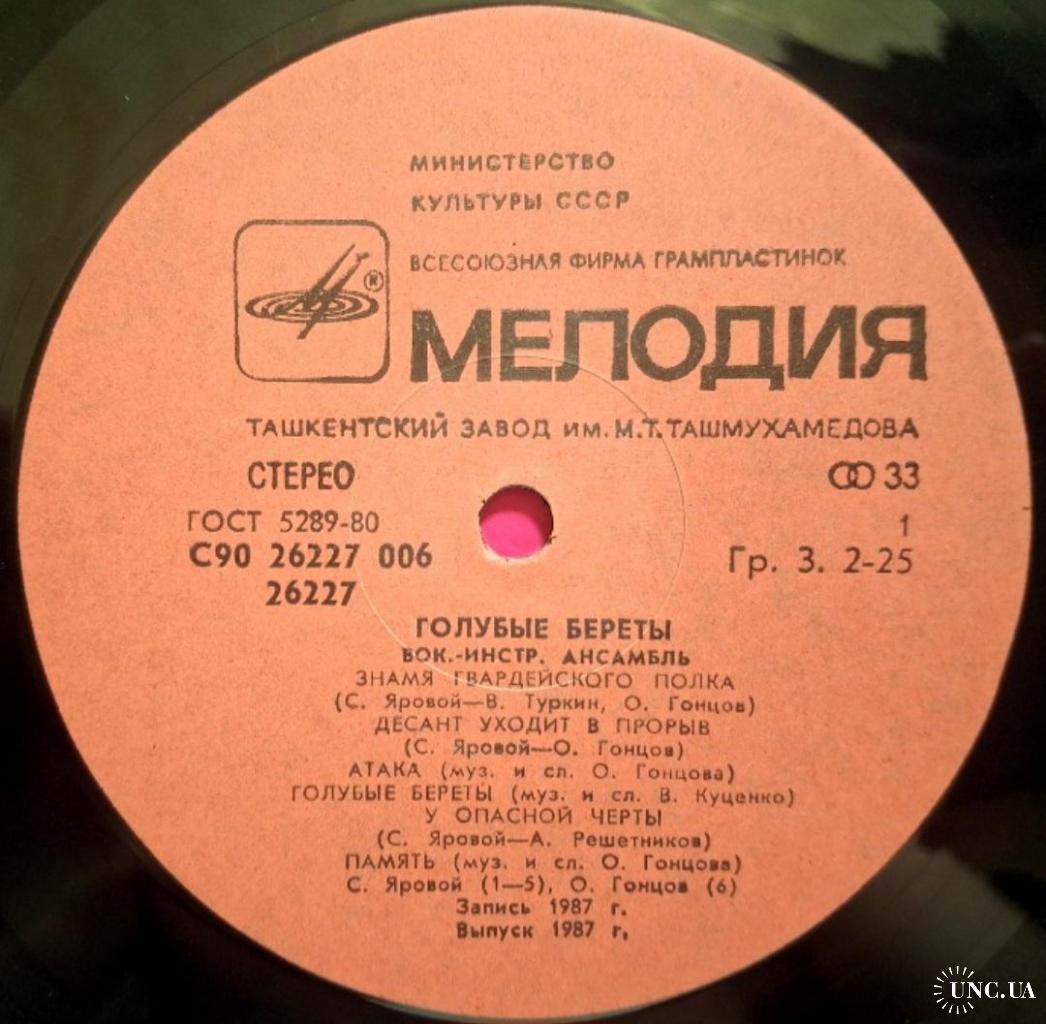 МИНИСТЕРСТВО
КУЛЬТУРЫ СССР
ВСЕСОЮЗНАЯ ФИРМА ГРАМПЛАСТИНОК
®
МЕЛОДИЯ
ТАШКЕНТСКИЙ ЗАВОД ИМ. М.Т. ТАШМУХАМЕДОВА
СТЕРЕО 33
ГОСТ 5289-80 1
С90 26227 006 Гр. 3. 2-25
26227
ГОЛУБЫЕ БЕРЕТЫ
ВОК.-ИНСТР. АНСАМБЛЬ
ЗНАМЯ ГВАРДЕЙСКОГО ПОЛКА
(С. Яровой—В. Туркин, О. Гонцов)
ДЕСАНТ УХОДИТ В ПРОРЫВ
(С. Яровой—О. Гонцов)
АТАКА (муз. и сл. О. Гонцова)
ГОЛУБЫЕ БЕРЕТЫ (муз. и сл. В. Куценко)
У ОПАСНОЙ ЧЕРТЫ
(С. Яровой—А. Решетников)
ПАМЯТЬ (муз. и сл. О. Гонцова)
С. Яровой (1—5), О. Гонцов (6)
Запись 1987 г.
Выпуск 1987 г.
UNC.UA